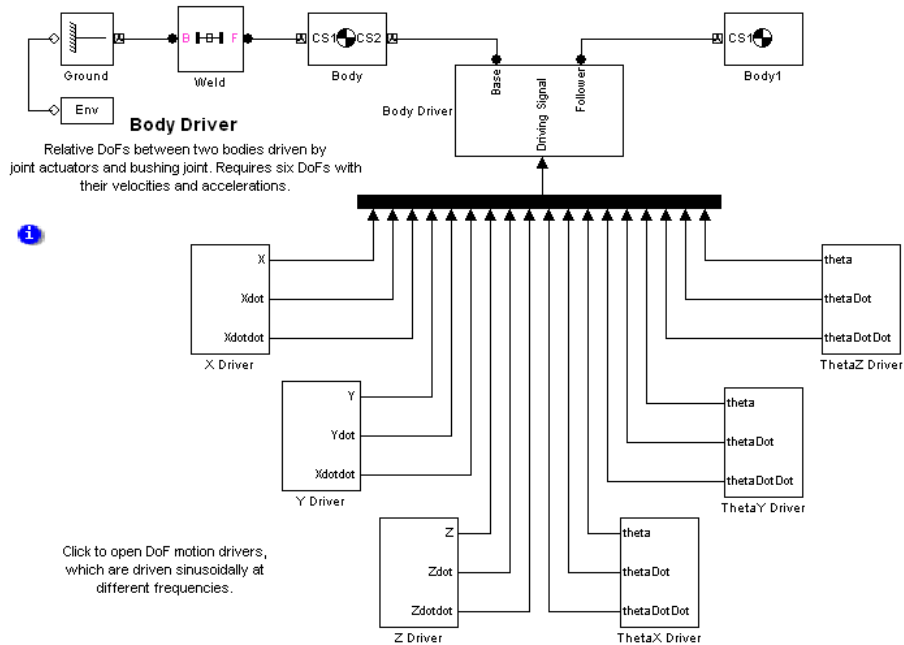 B F
CS1 CS2
CS1
Ground
Weld
Body
Body1
Env
Base
Driving Signal
Follower
Body Driver
Body Driver
Relative DoFs between two bodies driven by
joint actuators and bushing joint. Requires six DoFs with
their velocities and accelerations.
i
X
Xdot
Xdotdot
X Driver
theta
thetaDot
thetaDotDot
ThetaZ Driver
Y
Ydot
Xdotdot
Y Driver
theta
thetaDot
thetaDotDot
ThetaY Driver
Click to open DoF motion drivers,
which are driven sinusoidally at
different frequencies.
Z
Zdot
Zdotdot
Z Driver
theta
thetaDot
thetaDotDot
ThetaX Driver